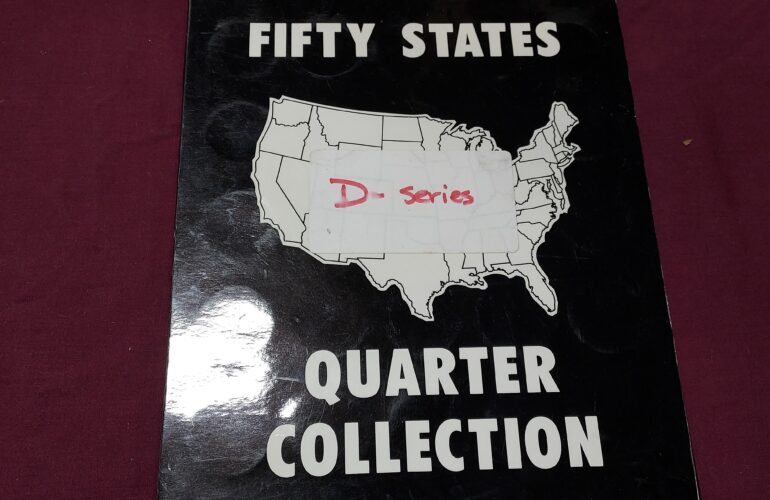 FIFTY STATES
D- series
QUARTER
COLLECTION